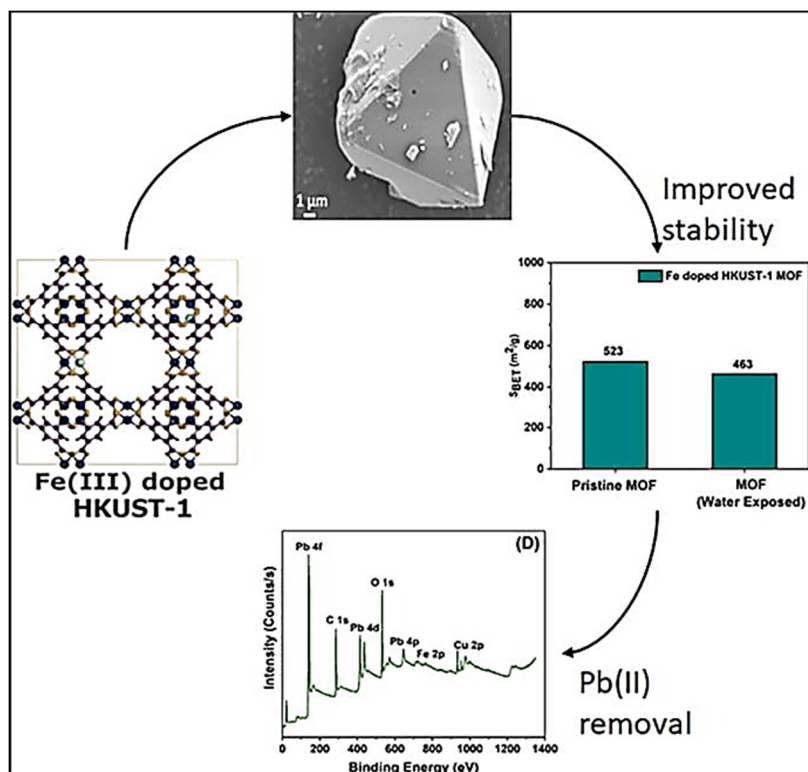 1 μm
Improved
stability
Fe doped HKUST-1 MOF
1000
800
600
400
200
0
S_BET (m²/g)
523
463
Pristine MOF
MOF
(Water Exposed)
Fe(III) doped
HKUST-1
(D)
Pb 4f
O 1s
C 1s
Pb 4d
Pb 4p
Fe 2p
Cu 2p
Intensity (Counts/s)
0 200 400 600 800 1000 1200 1400
Binding Energy (eV)
Pb(II)
removal